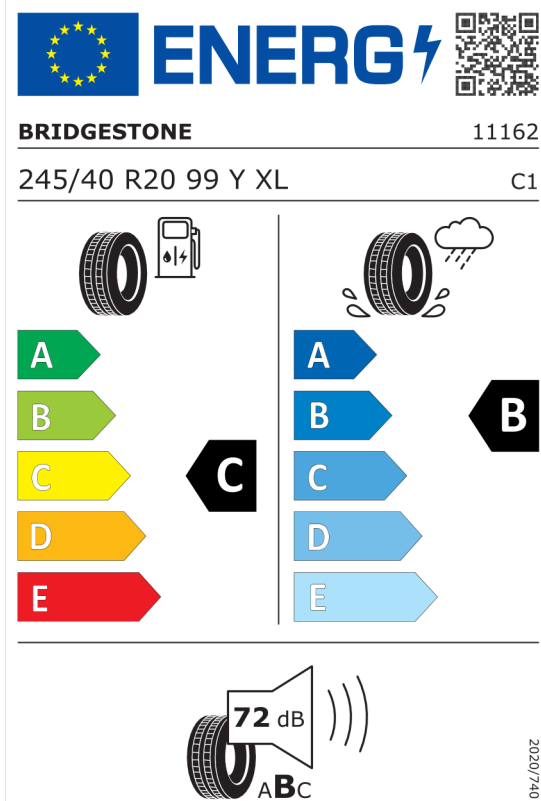 ENERG
BRIDGESTONE 11162
245/40 R20 99 Y XL C1
A
B
C
D
E
C
A
B
C
D
E
B
72 dB
ABC
2020/740